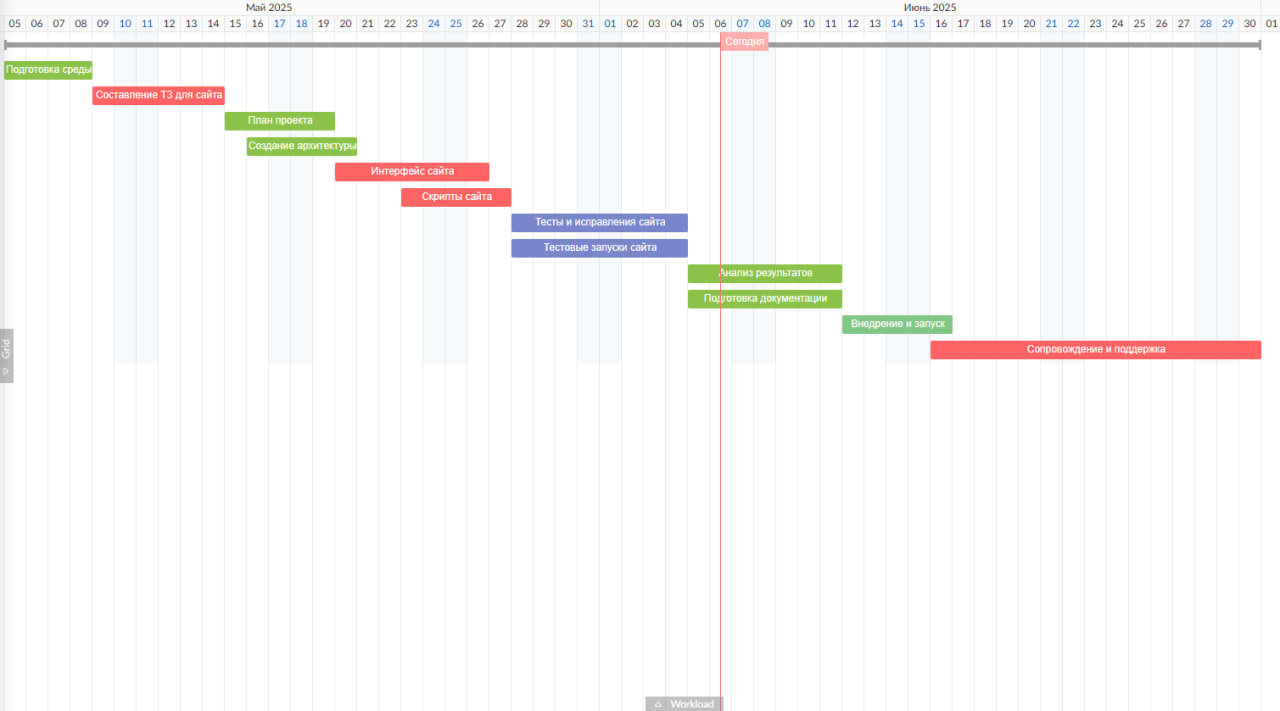 Май 2025 Июнь 2025
05 06 07 08 09 10 11 12 13 14 15 16 17 18 19 20 21 22 23 24 25 26 27 28 29 30 31 01 02 03 04 05 06 07 08 09 10 11 12 13 14 15 16 17 18 19 20 21 22 23 24 25 26 27 28 29 30 01
Сегодня
Подготовка среды
Составление ТЗ для сайта
План проекта
Создание архитектуры
Интерфейс сайта
Скрипты сайта
Тесты и исправления сайта
Тестовые запуски сайта
Анализ результатов
Подготовка документации
Внедрение и запуск
Grid
Сопровождение и поддержка
Workload